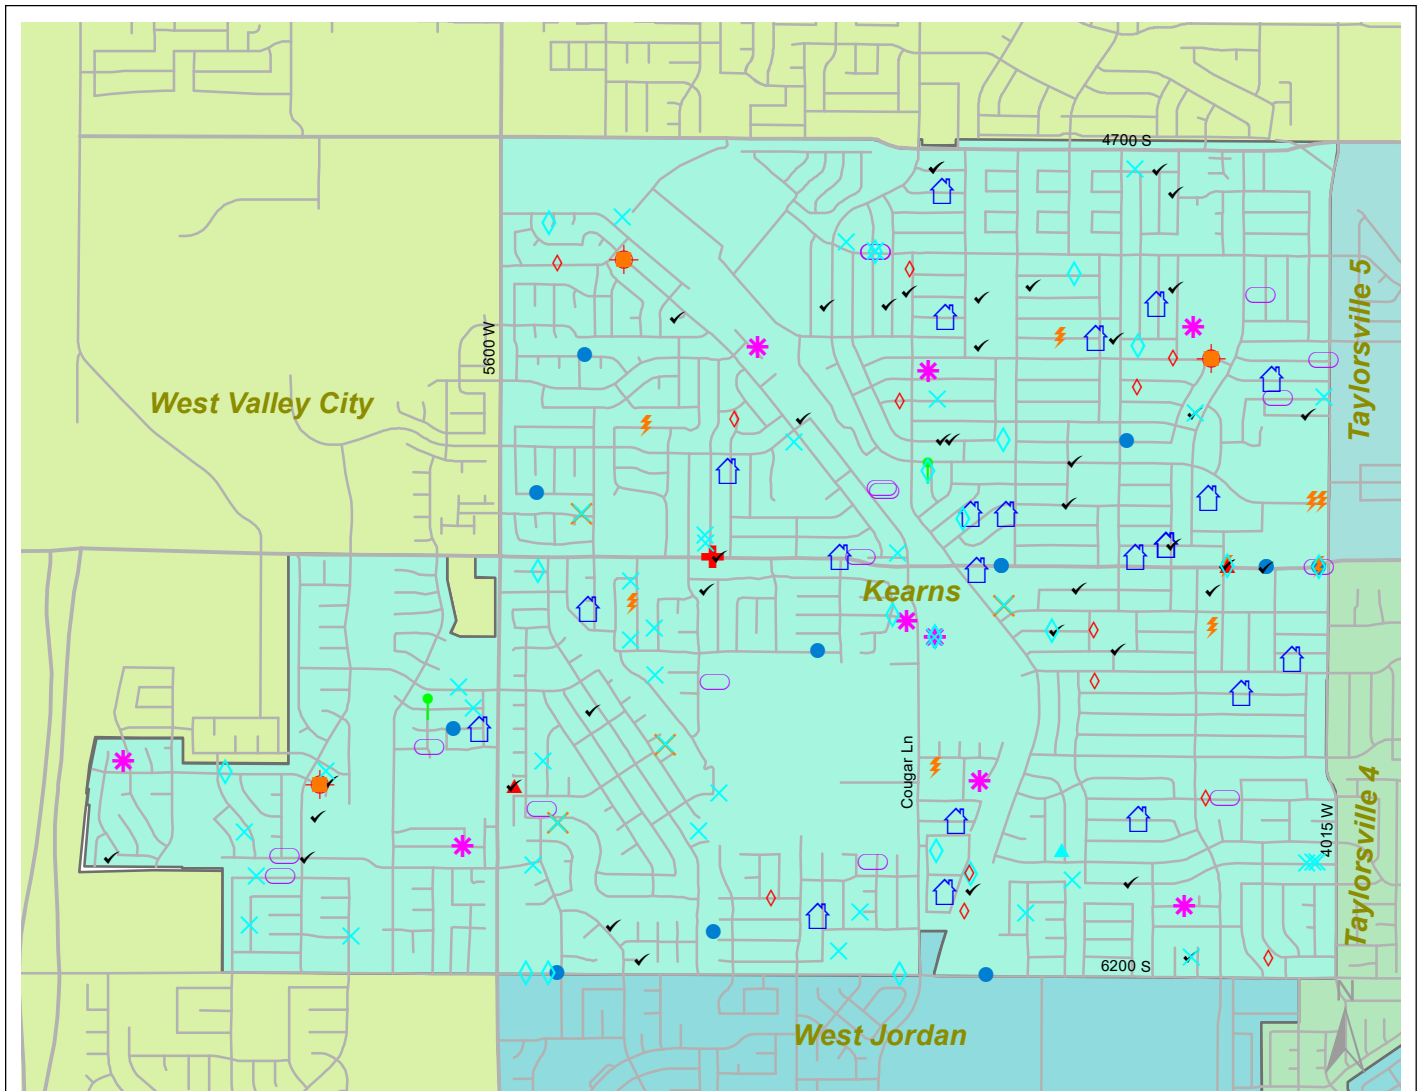 4700 S
Taylorsville 5
5600 W
West Valley City
Kearns
Cougar Ln
4015 W
Taylorsville 4
6200 S
N
West Jordan